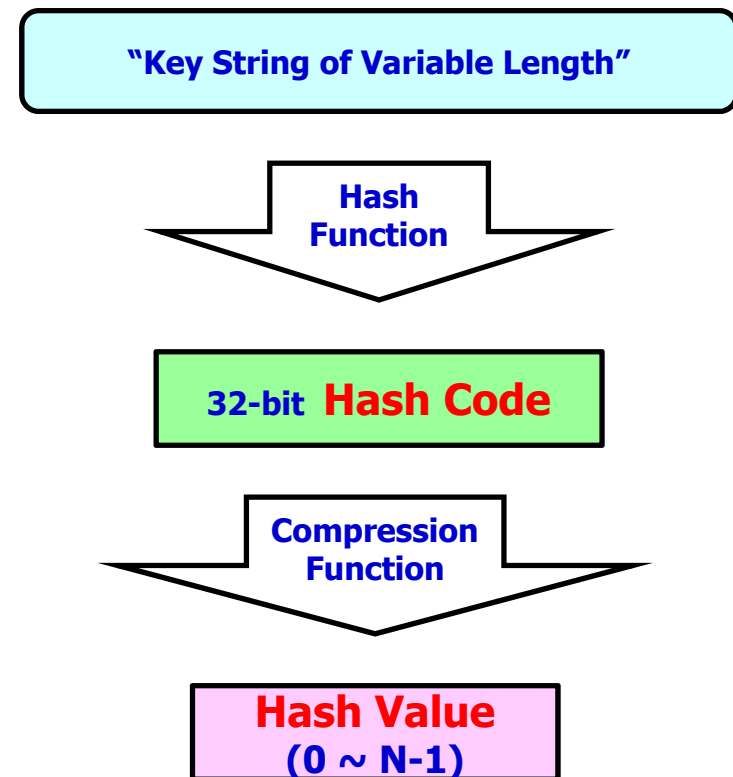 “Key String of Variable Length”
Hash
Function
32-bit Hash Code
Compression
Function
Hash Value
(0 ~ N-1)